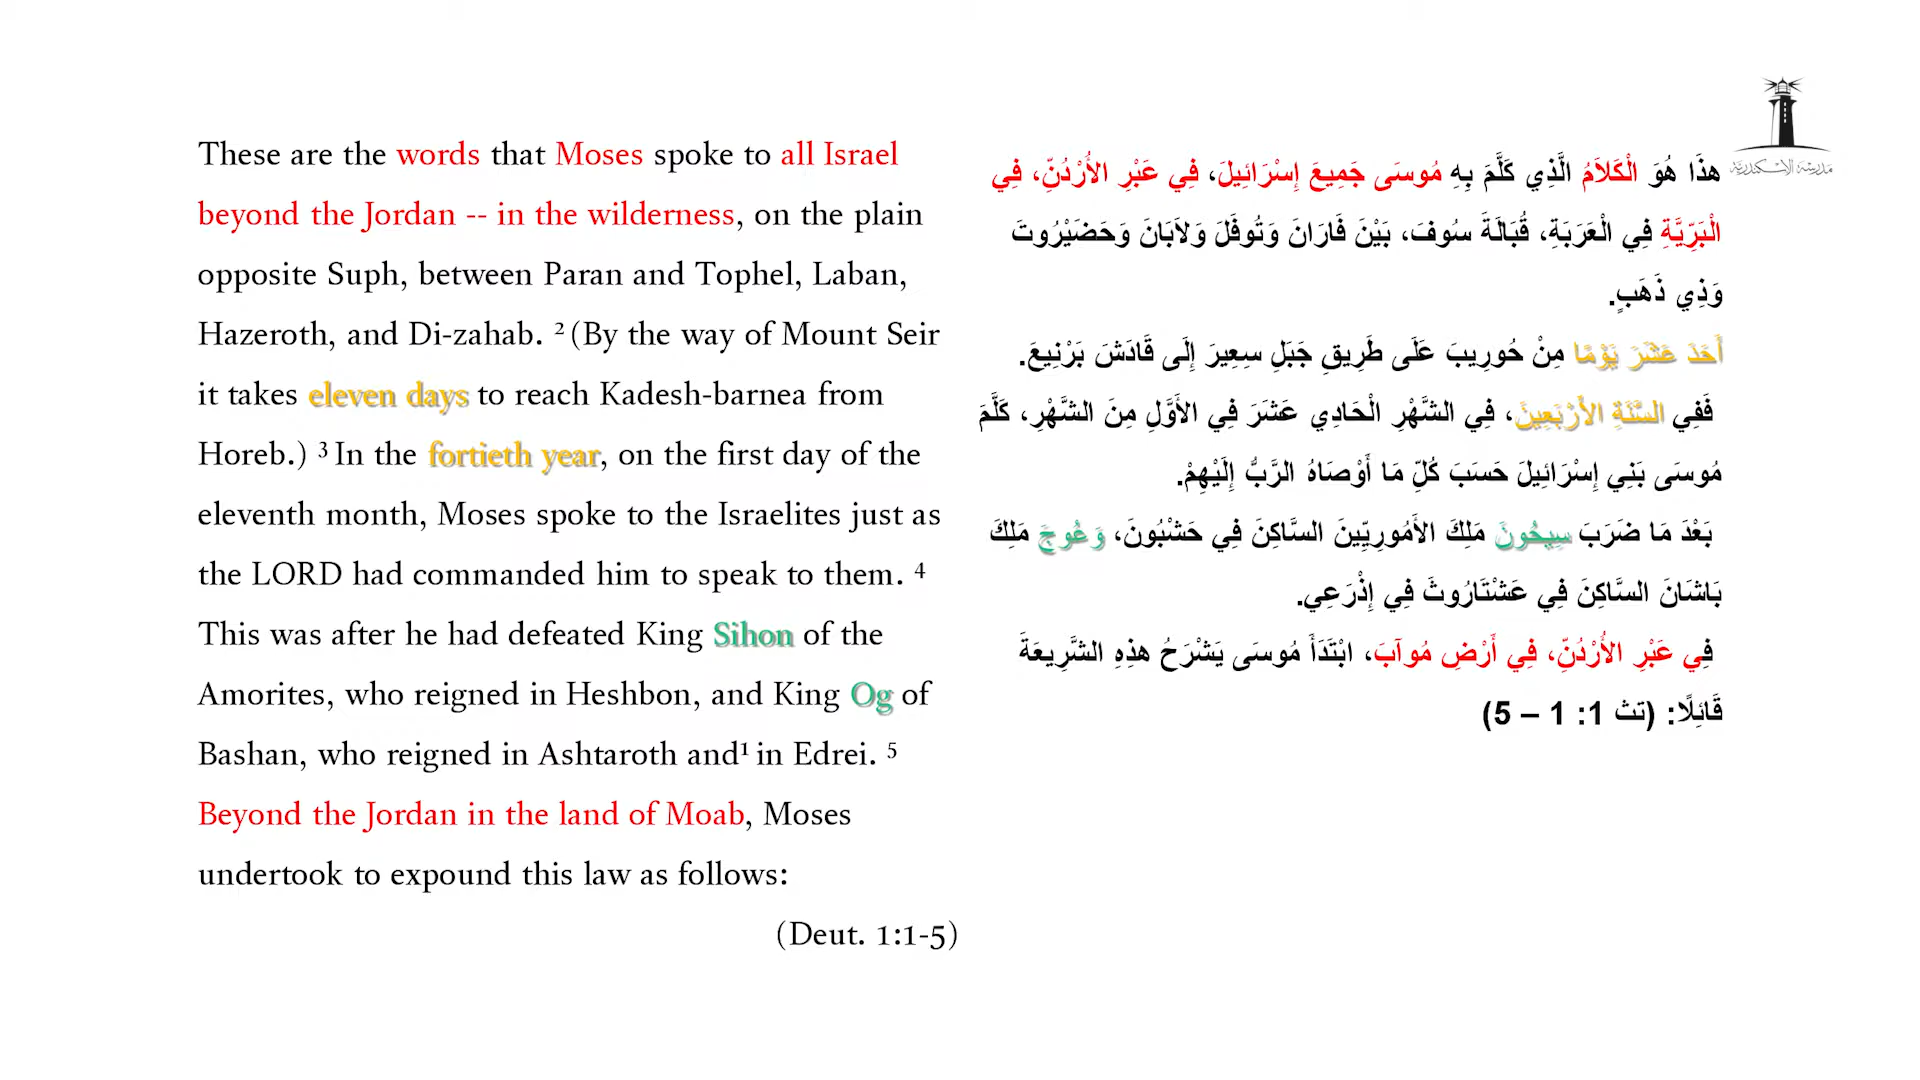 These are the words that Moses spoke to all Israel
beyond the Jordan -- in the wilderness, on the plain
opposite Suph, between Paran and Tophel, Laban,
Hazeroth, and Di-zahab. ² (By the way of Mount Seir
it takes eleven days to reach Kadesh-barnea from
Horeb.) ³ In the fortieth year, on the first day of the
eleventh month, Moses spoke to the Israelites just as
the LORD had commanded him to speak to them. ⁴
This was after he had defeated King Sihon of the
Amorites, who reigned in Heshbon, and King Og of
Bashan, who reigned in Ashtaroth and¹ in Edrei. ⁵
Beyond the Jordan in the land of Moab, Moses
undertook to expound this law as follows:
(Deut. 1:1-5)
هذَا هُوَ الْكَلاَمُ الَّذِي كَلَّمَ بِهِ مُوسَى جَمِيعَ إِسْرَائِيلَ، فِي عَبْرِ الأُرْدُنِّ، فِي
الْبَرِّيَّةِ فِي الْعَرَبَةِ، قُبَالَةَ سُوفَ، بَيْنَ فَارَانَ وَتُوفَلَ وَلاَبَانَ وَحَضَيْرُوتَ
وَذِي ذَهَبٍ.
أَحَدَ عَشَرَ يَوْمًا مِنْ حُورِيبَ عَلَى طَرِيقِ جَبَلِ سِعِيرَ إِلَى قَادَشَ بَرْنِيعَ.
فَفِي السَّنَةِ الأَرْبَعِينَ، فِي الشَّهْرِ الْحَادِي عَشَرَ فِي الأَوَّلِ مِنَ الشَّهْرِ، كَلَّمَ
مُوسَى بَنِي إِسْرَائِيلَ حَسَبَ كُلِّ مَا أَوْصَاهُ الرَّبُّ إِلَيْهِمْ.
بَعْدَ مَا ضَرَبَ سِيحُونَ مَلِكَ الأَمُورِيِّينَ السَّاكِنَ فِي حَشْبُونَ، وَعُوجَ مَلِكَ
بَاشَانَ السَّاكِنَ فِي عَشْتَارُوثَ فِي إِذْرَعِي.
فِي عَبْرِ الأُرْدُنِّ، فِي أَرْضِ مُوآبَ، ابْتَدَأَ مُوسَى يَشْرَحُ هذِهِ الشَّرِيعَةَ
قَائِلًا: (تث 1: 1 – 5)
مدرسة الإسكندرية